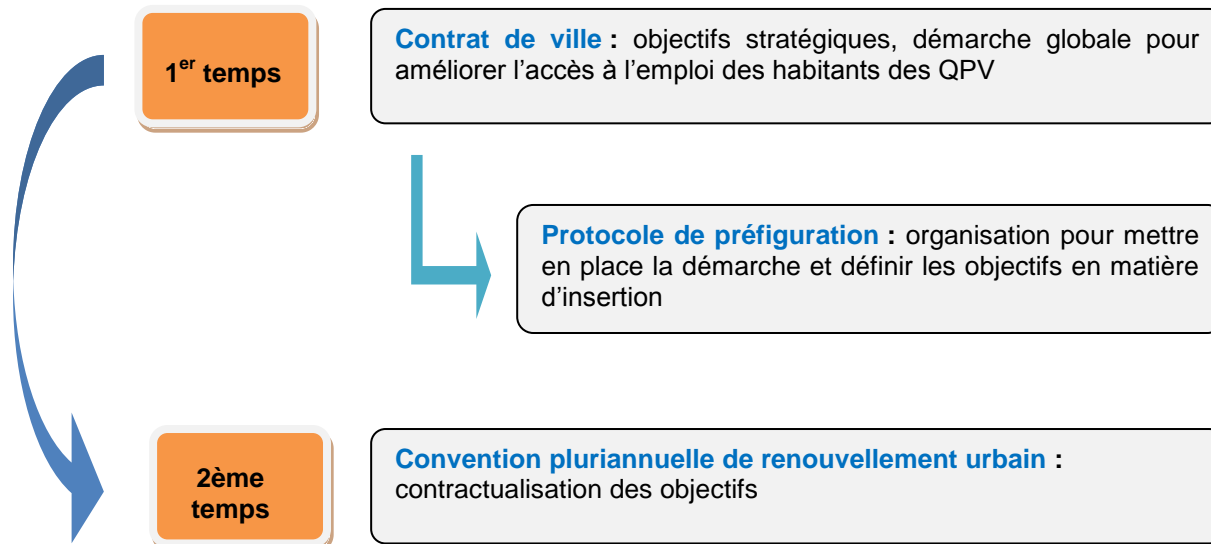 1er temps
Contrat de ville : objectifs stratégiques, démarche globale pour
améliorer l’accès à l’emploi des habitants des QPV
Protocole de préfiguration : organisation pour mettre
en place la démarche et définir les objectifs en matière
d’insertion
2ème
temps
Convention pluriannuelle de renouvellement urbain :
contractualisation des objectifs